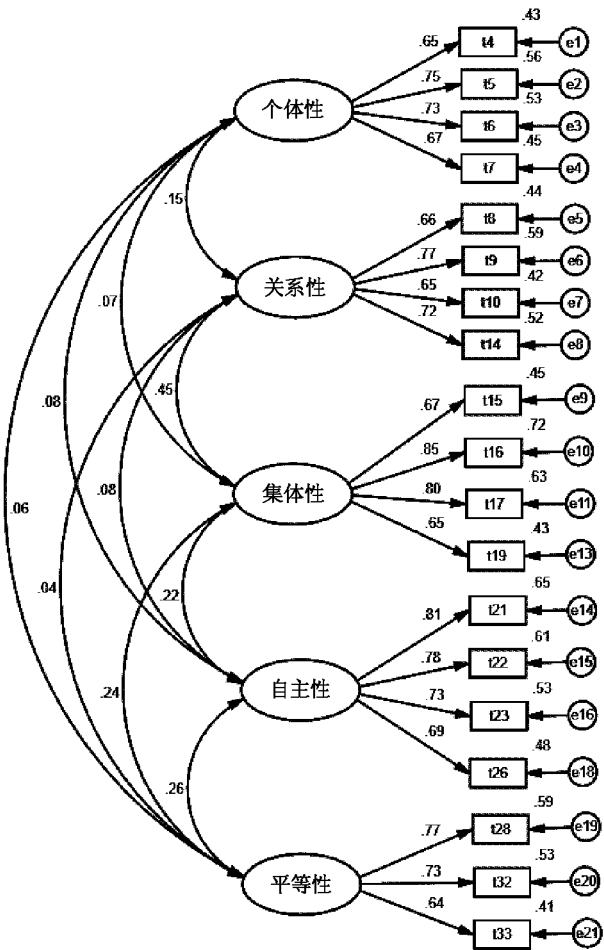 .43
.65 t4 e1
.56
.75 t5 e2
.53
个体性 .73 t6 e3
.45
.67 t7 e4
.44
.15
.66 t8 e5
.59
.77 t9 e6
.42
关系性 .65 t10 e7
.07 .52
.72 t14 e8
.45
.45
.08 .67 t15 e9
.72
.85 t16 e10
.63
.08
集体性 .80 t17 e11
.06 .43
.65 t19 e13
.65
.04 .22
.81 t21 e14
.61
.78 t22 e15
.53
自主性 .73 t23 e16
.24 .48
.69 t26 e18
.26
.59
.77 t28 e19
.53
平等性 .73 t32 e20
.41
.64 t33 e21